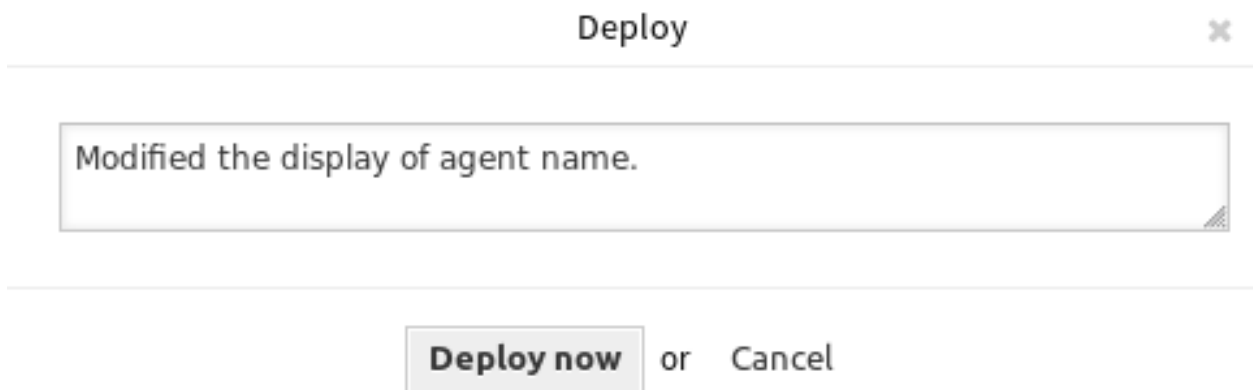 Deploy
Modified the display of agent name.
Deploy now or Cancel